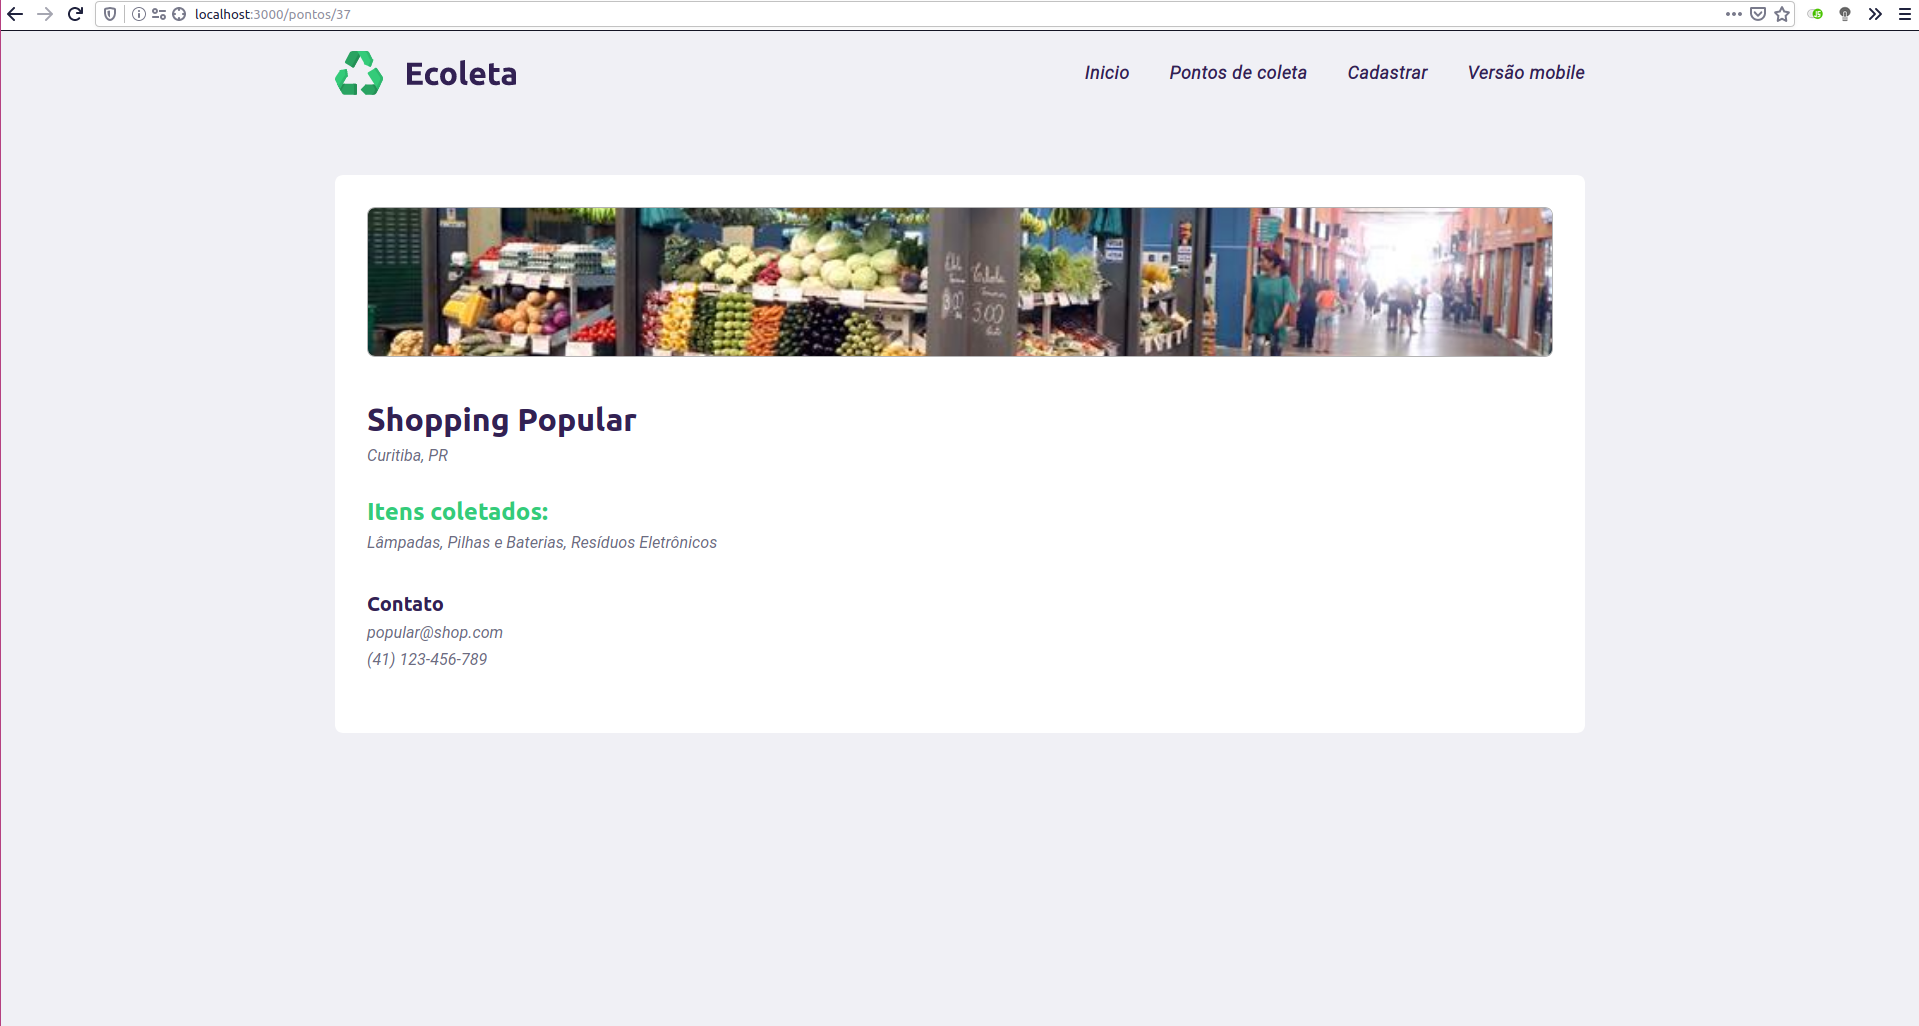 localhost:3000/pontos/37
Ecoleta
Inicio Pontos de coleta Cadastrar Versão mobile
3,00
Shopping Popular
Curitiba, PR
Itens coletados:
Lâmpadas, Pilhas e Baterias, Resíduos Eletrônicos
Contato
popular@shop.com
(41) 123-456-789